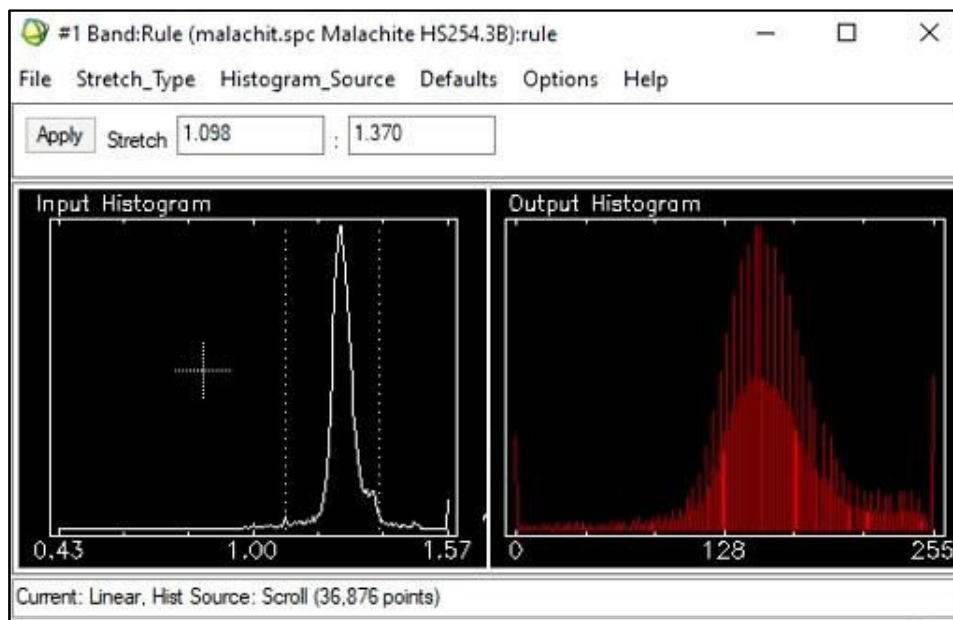 #1 Band:Rule (malachit.spc Malachite HS254.3B):rule
File Stretch_Type Histogram_Source Defaults Options Help
Apply Stretch 1.098 : 1.370
Input Histogram
0.43 1.00 1.57
Output Histogram
0 128 255
Current: Linear, Hist Source: Scroll (36,876 points)